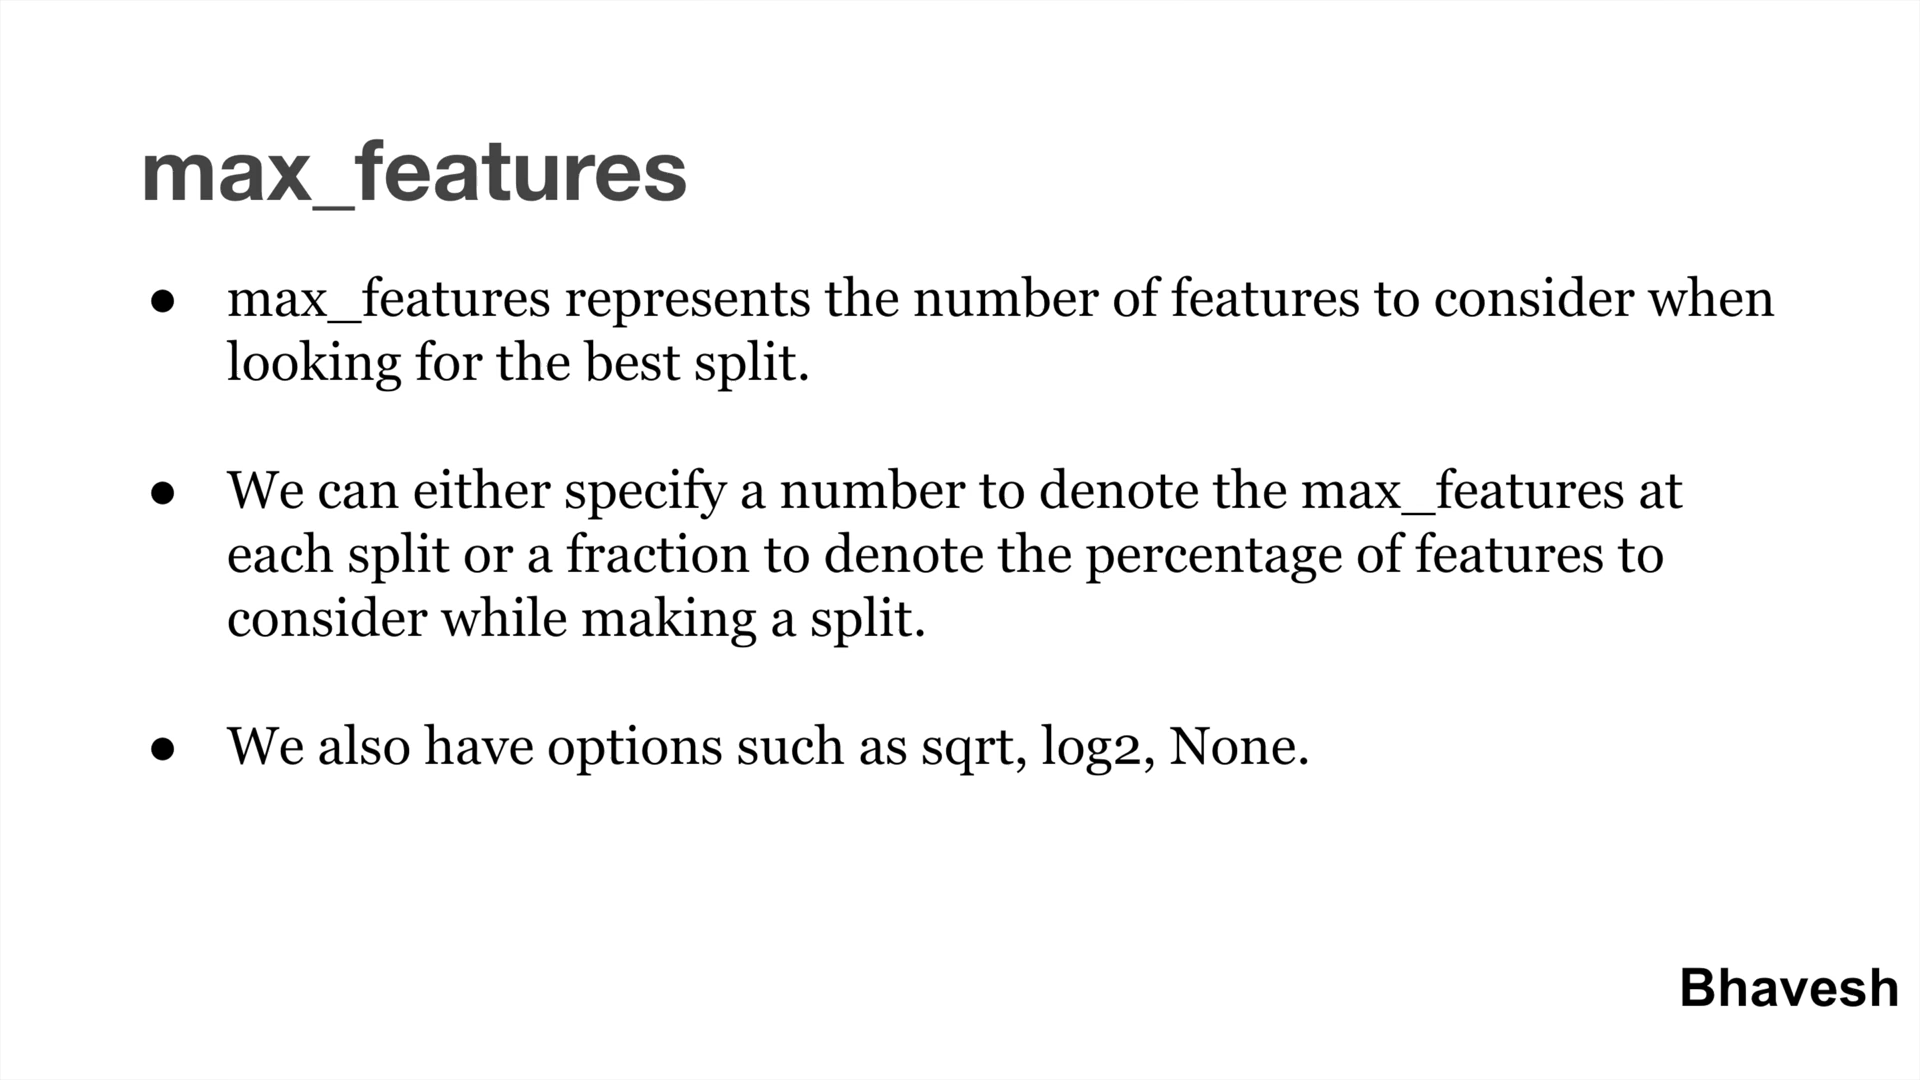 max_features
● max_features represents the number of features to consider when
looking for the best split.
● We can either specify a number to denote the max_features at
each split or a fraction to denote the percentage of features to
consider while making a split.
● We also have options such as sqrt, log2, None.
Bhavesh